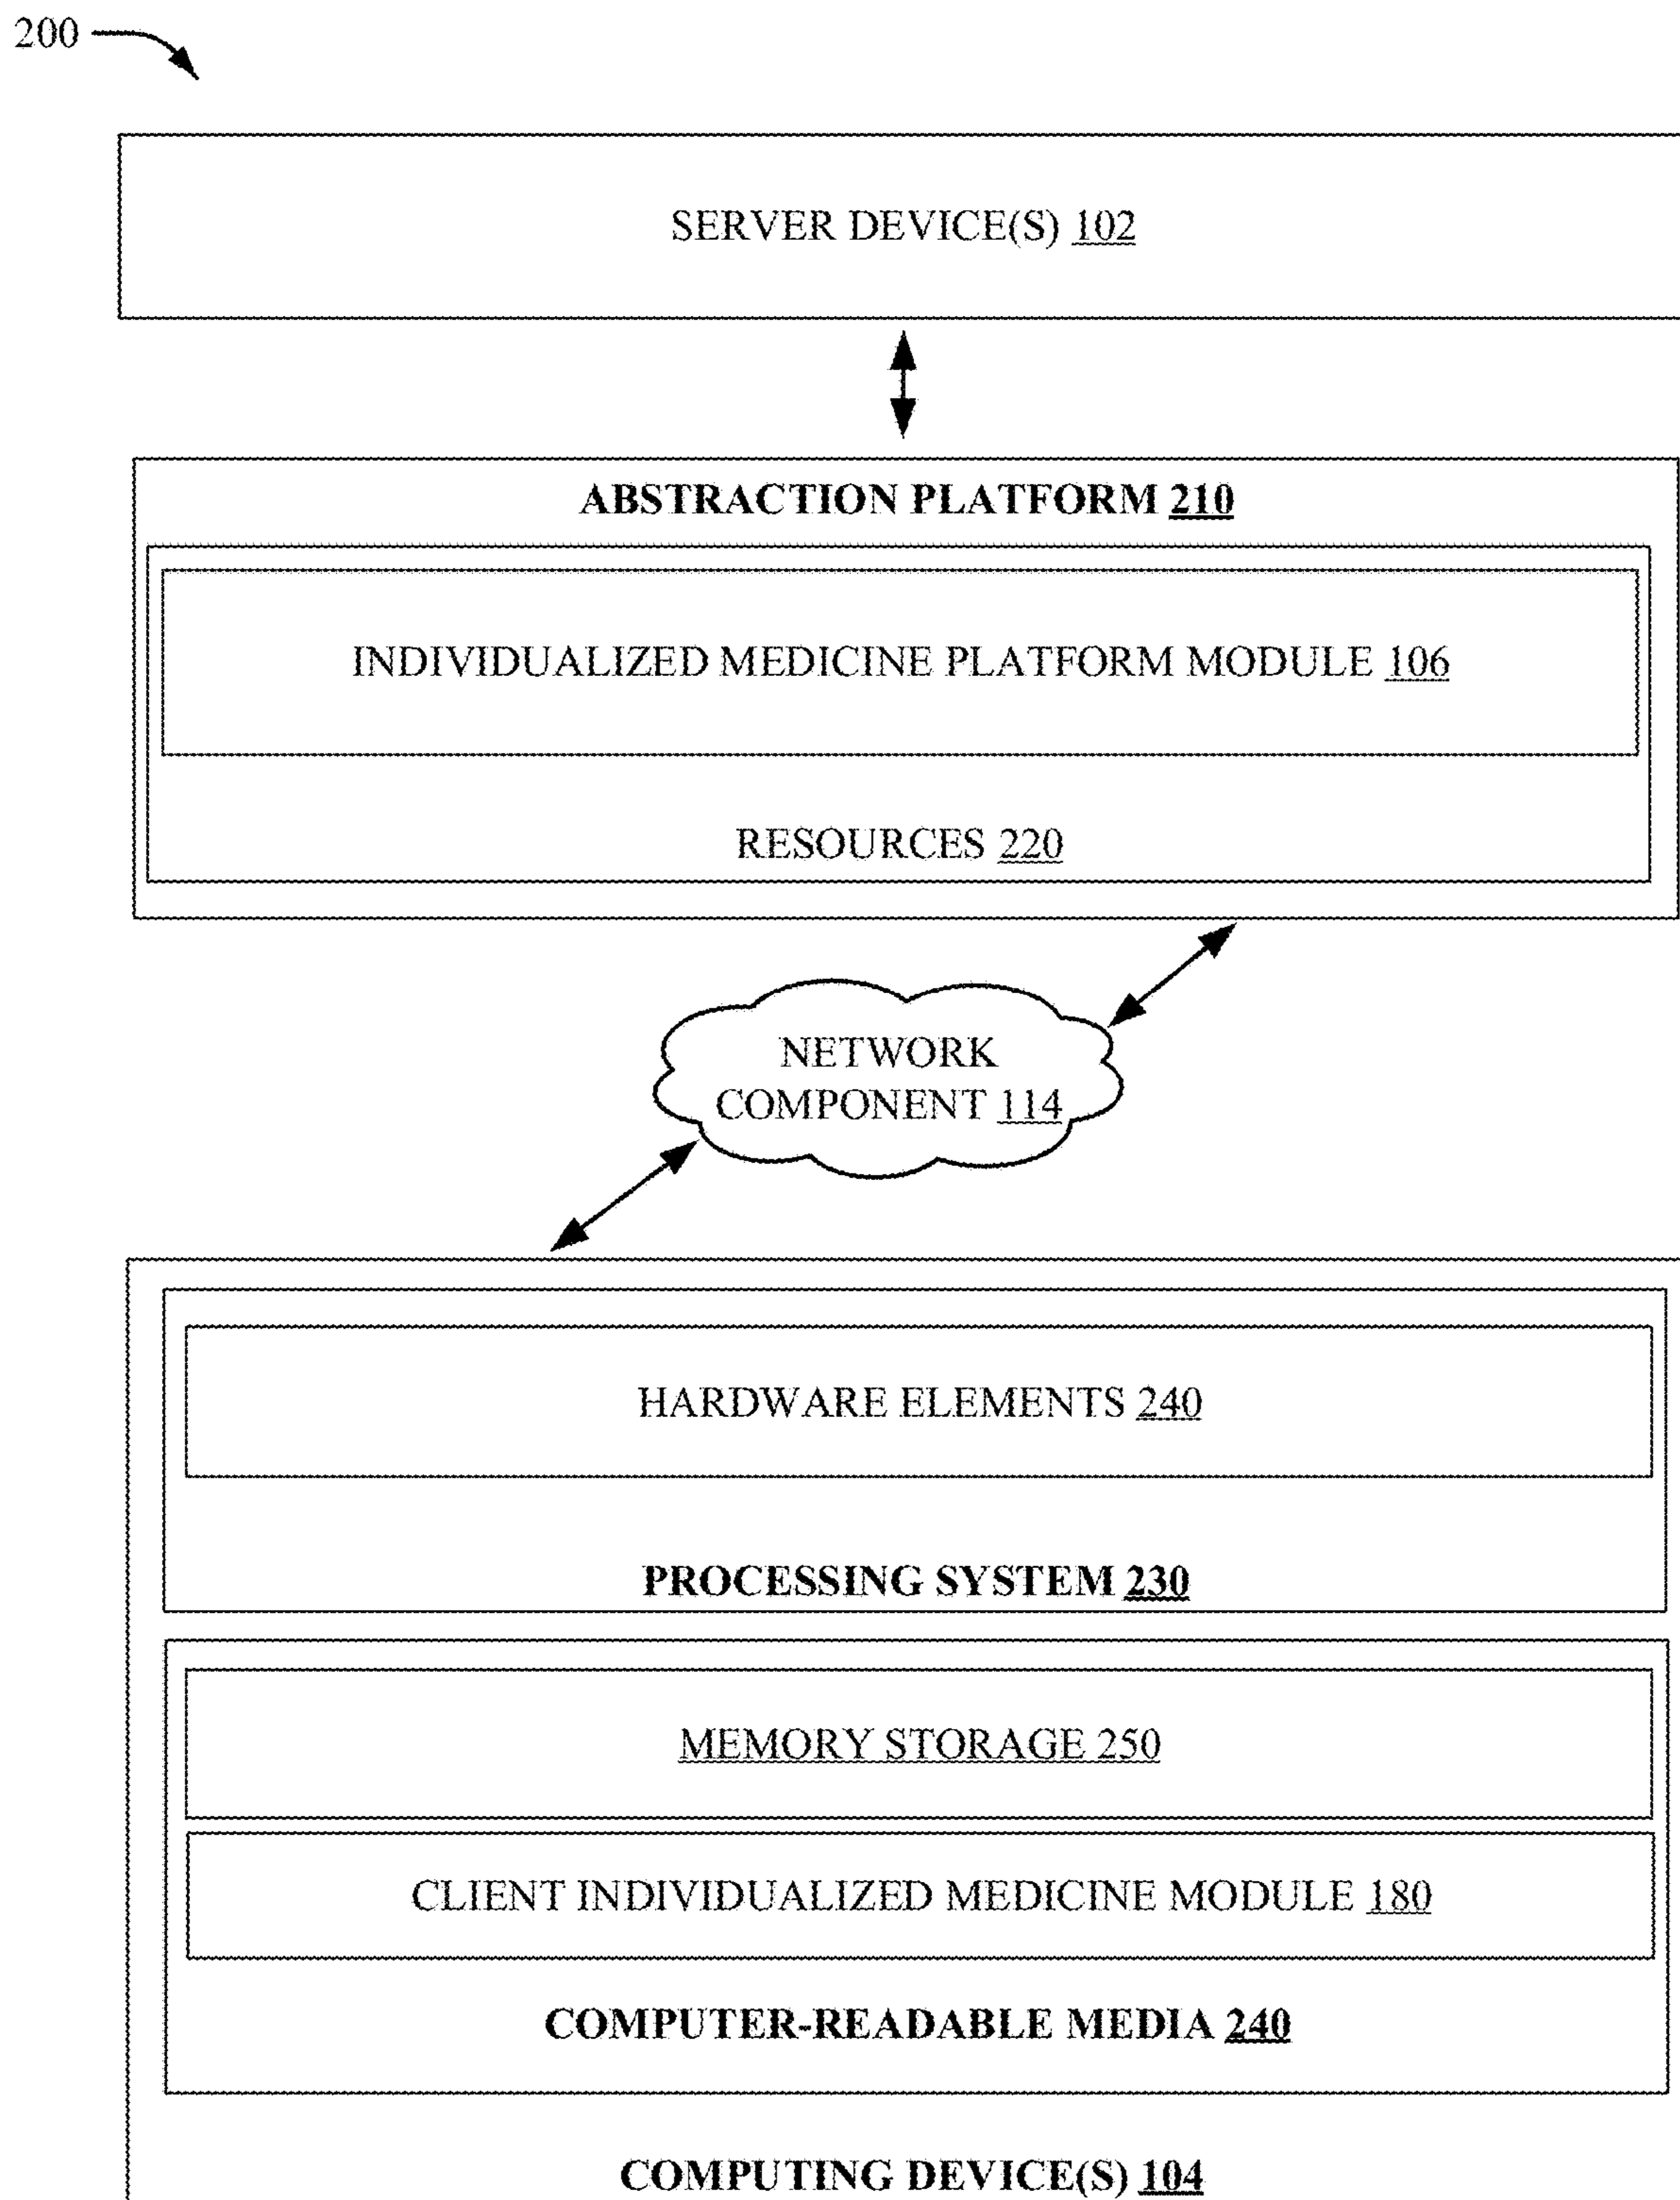 200
SERVER DEVICE(S) 102
ABSTRACTION PLATFORM 210
INDIVIDUALIZED MEDICINE PLATFORM MODULE 106
RESOURCES 220
NETWORK
COMPONENT 114
HARDWARE ELEMENTS 240
PROCESSING SYSTEM 230
MEMORY STORAGE 250
CLIENT INDIVIDUALIZED MEDICINE MODULE 180
COMPUTER-READABLE MEDIA 240
COMPUTING DEVICE(S) 104